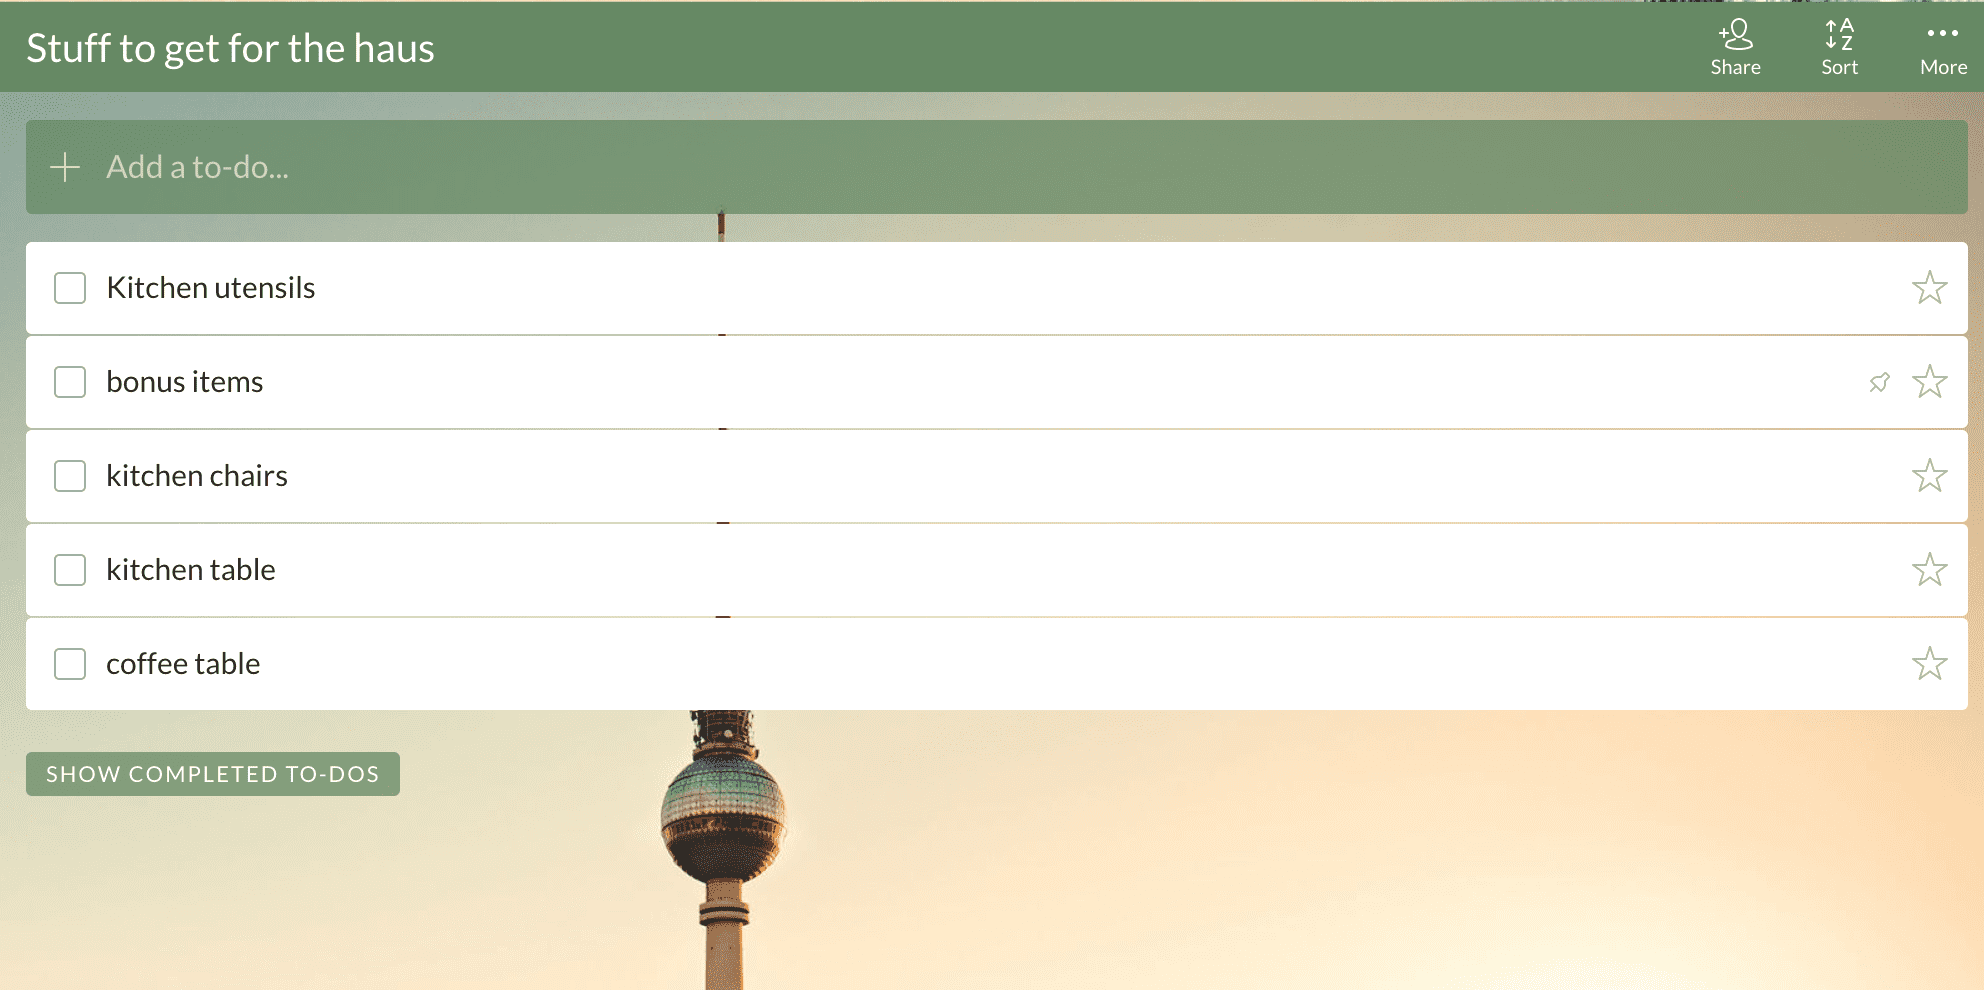 Stuff to get for the haus
Share
Sort
More
Add a to-do...
Kitchen utensils
bonus items
kitchen chairs
kitchen table
coffee table
SHOW COMPLETED TO-DOS